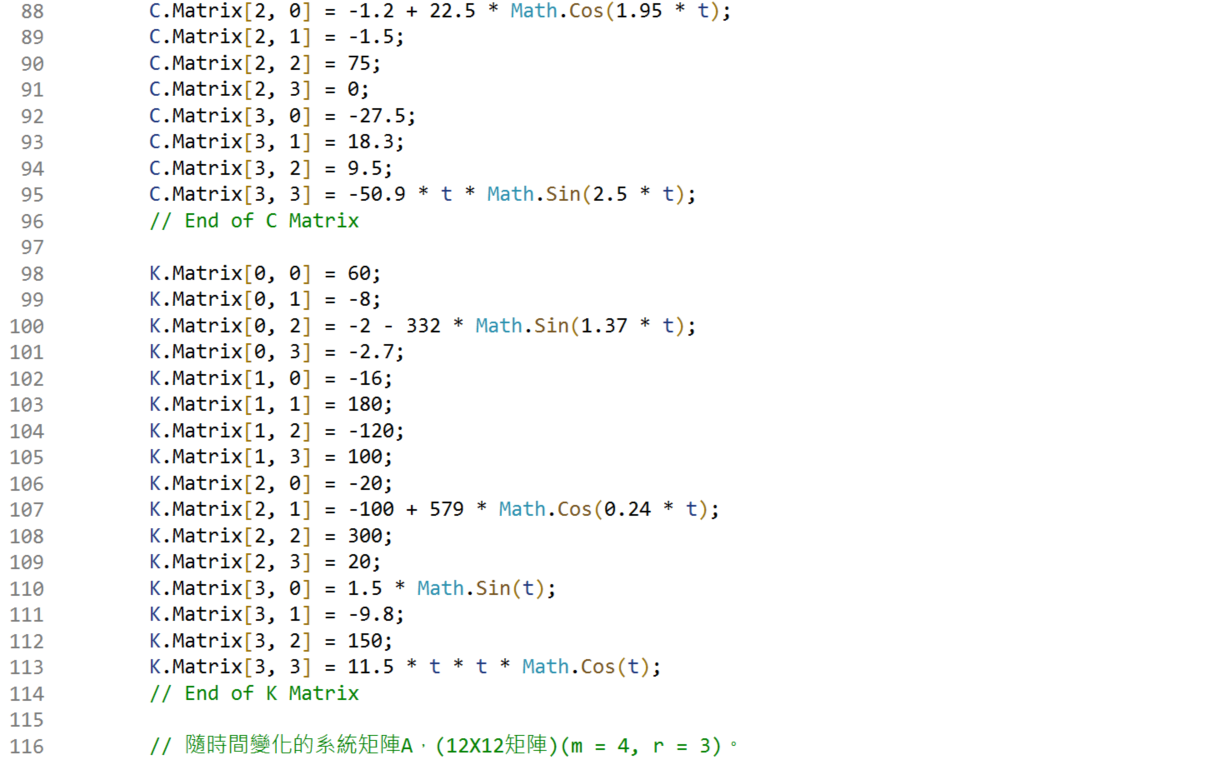 88 C.Matrix[2, 0] = -1.2 + 22.5 * Math.Cos(1.95 * t);
89 C.Matrix[2, 1] = -1.5;
90 C.Matrix[2, 2] = 75;
91 C.Matrix[2, 3] = 0;
92 C.Matrix[3, 0] = -27.5;
93 C.Matrix[3, 1] = 18.3;
94 C.Matrix[3, 2] = 9.5;
95 C.Matrix[3, 3] = -50.9 * t * Math.Sin(2.5 * t);
96 // End of C Matrix
97
98 K.Matrix[0, 0] = 60;
99 K.Matrix[0, 1] = -8;
100 K.Matrix[0, 2] = -2 - 332 * Math.Sin(1.37 * t);
101 K.Matrix[0, 3] = -2.7;
102 K.Matrix[1, 0] = -16;
103 K.Matrix[1, 1] = 180;
104 K.Matrix[1, 2] = -120;
105 K.Matrix[1, 3] = 100;
106 K.Matrix[2, 0] = -20;
107 K.Matrix[2, 1] = -100 + 579 * Math.Cos(0.24 * t);
108 K.Matrix[2, 2] = 300;
109 K.Matrix[2, 3] = 20;
110 K.Matrix[3, 0] = 1.5 * Math.Sin(t);
111 K.Matrix[3, 1] = -9.8;
112 K.Matrix[3, 2] = 150;
113 K.Matrix[3, 3] = 11.5 * t * t * Math.Cos(t);
114 // End of K Matrix
115
116 // 隨時間變化的系統矩陣A，(12X12矩陣)(m = 4, r = 3)。